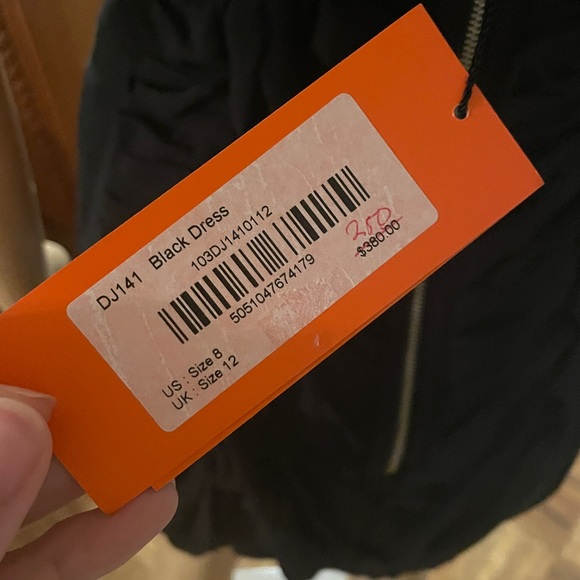 DJ141 Black Dress
103DJ1410112
5051047674179
250
$380.00
US : Size 8
UK : Size 12